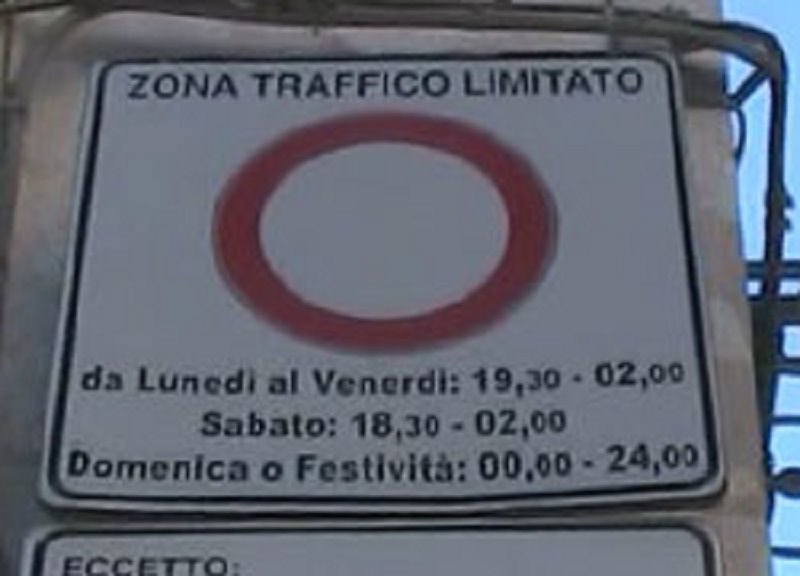 ZONA TRAFFICO LIMITATO
da Lunedì al Venerdì: 19,30 - 02,00
Sabato: 18,30 - 02,00
Domenica o Festività: 00,00 - 24,00
ECCETTO: